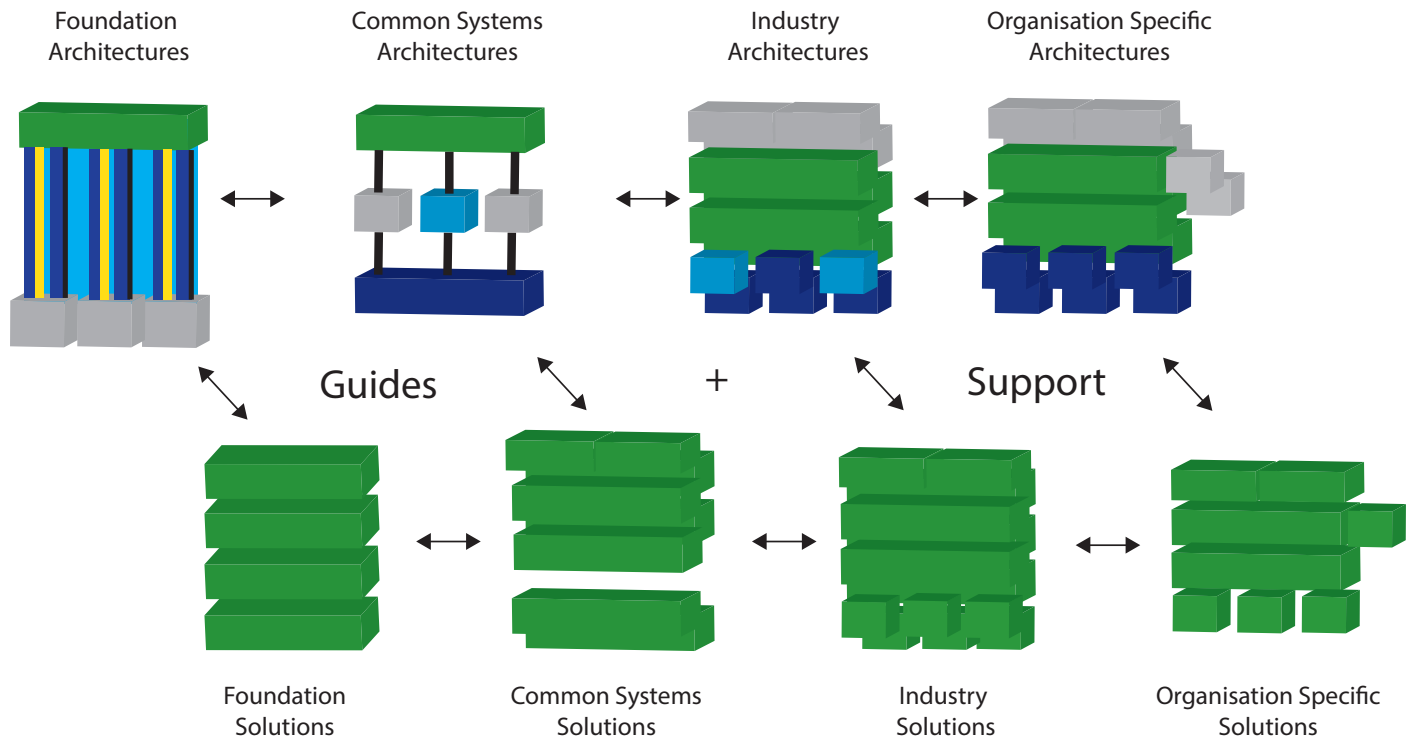 Foundation
Architectures
Common Systems
Architectures
Industry
Architectures
Organisation Specific
Architectures
Guides
+
Support
Foundation
Solutions
Common Systems
Solutions
Industry
Solutions
Organisation Specific
Solutions